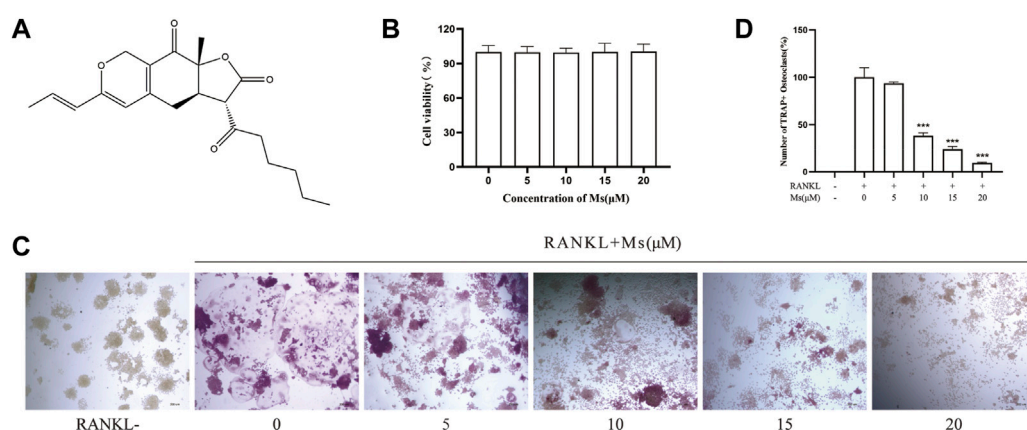 A
O
O
O
O
O
B
Cell viability ( % )
120
90
60
30
0
0 5 10 15 20
Concentration of Ms(μM)
D
Number of TRAP+ Osteoclasts(%)
150
100
50
0
***
***
***
RANKL - + + + + +
Ms(μM) - 0 5 10 15 20
C
RANKL+Ms(μM)
RANKL- 0 5 10 15 20